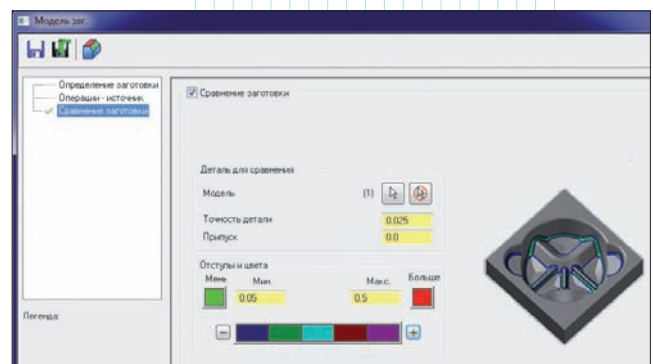 Модель заг.
Определение заготовки
Операции - источник
Сравнение заготовки
Сравнение заготовки
Деталь для сравнения
Модель (1)
Точность детали 0.025
Припуск 0.0
Отступы и цвета
Мене Мин. Макс. Больше
0.05 0.5
Легенда: